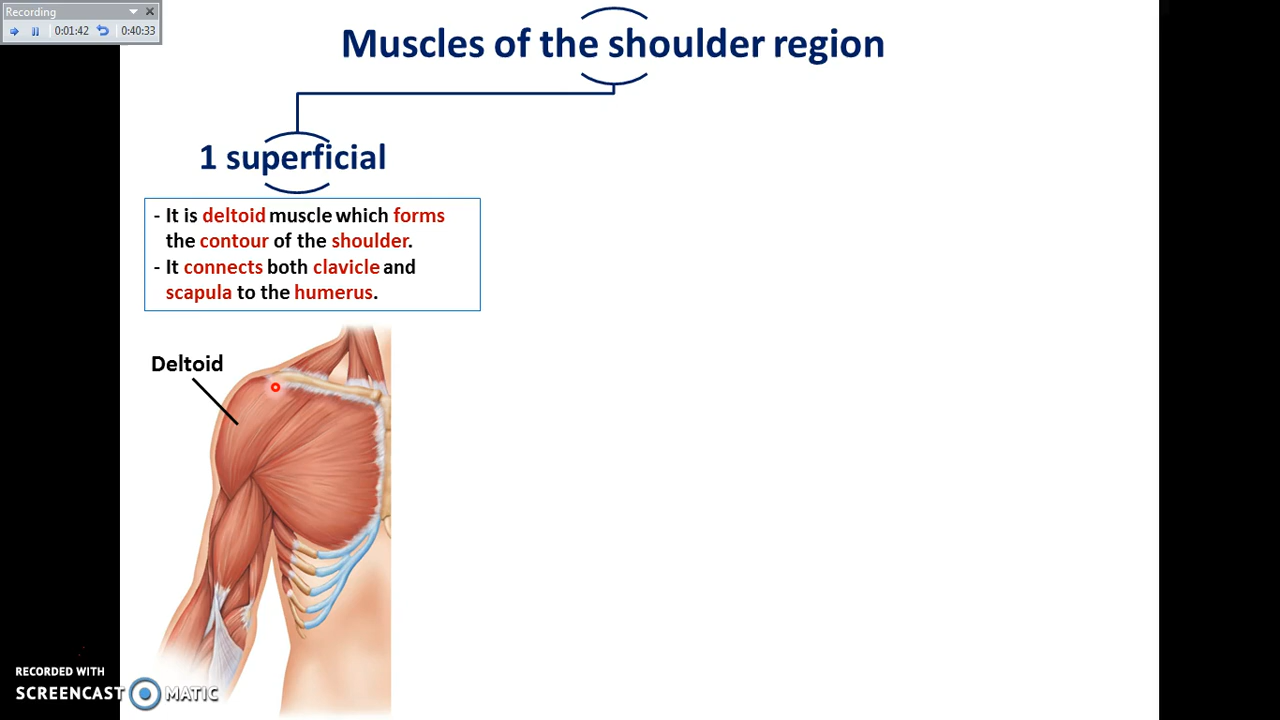 Recording
0:01:42 0:40:33
Muscles of the shoulder region
1 superficial
- It is deltoid muscle which forms
the contour of the shoulder.
- It connects both clavicle and
scapula to the humerus.
Deltoid
RECORDED WITH
SCREENCAST MATIC